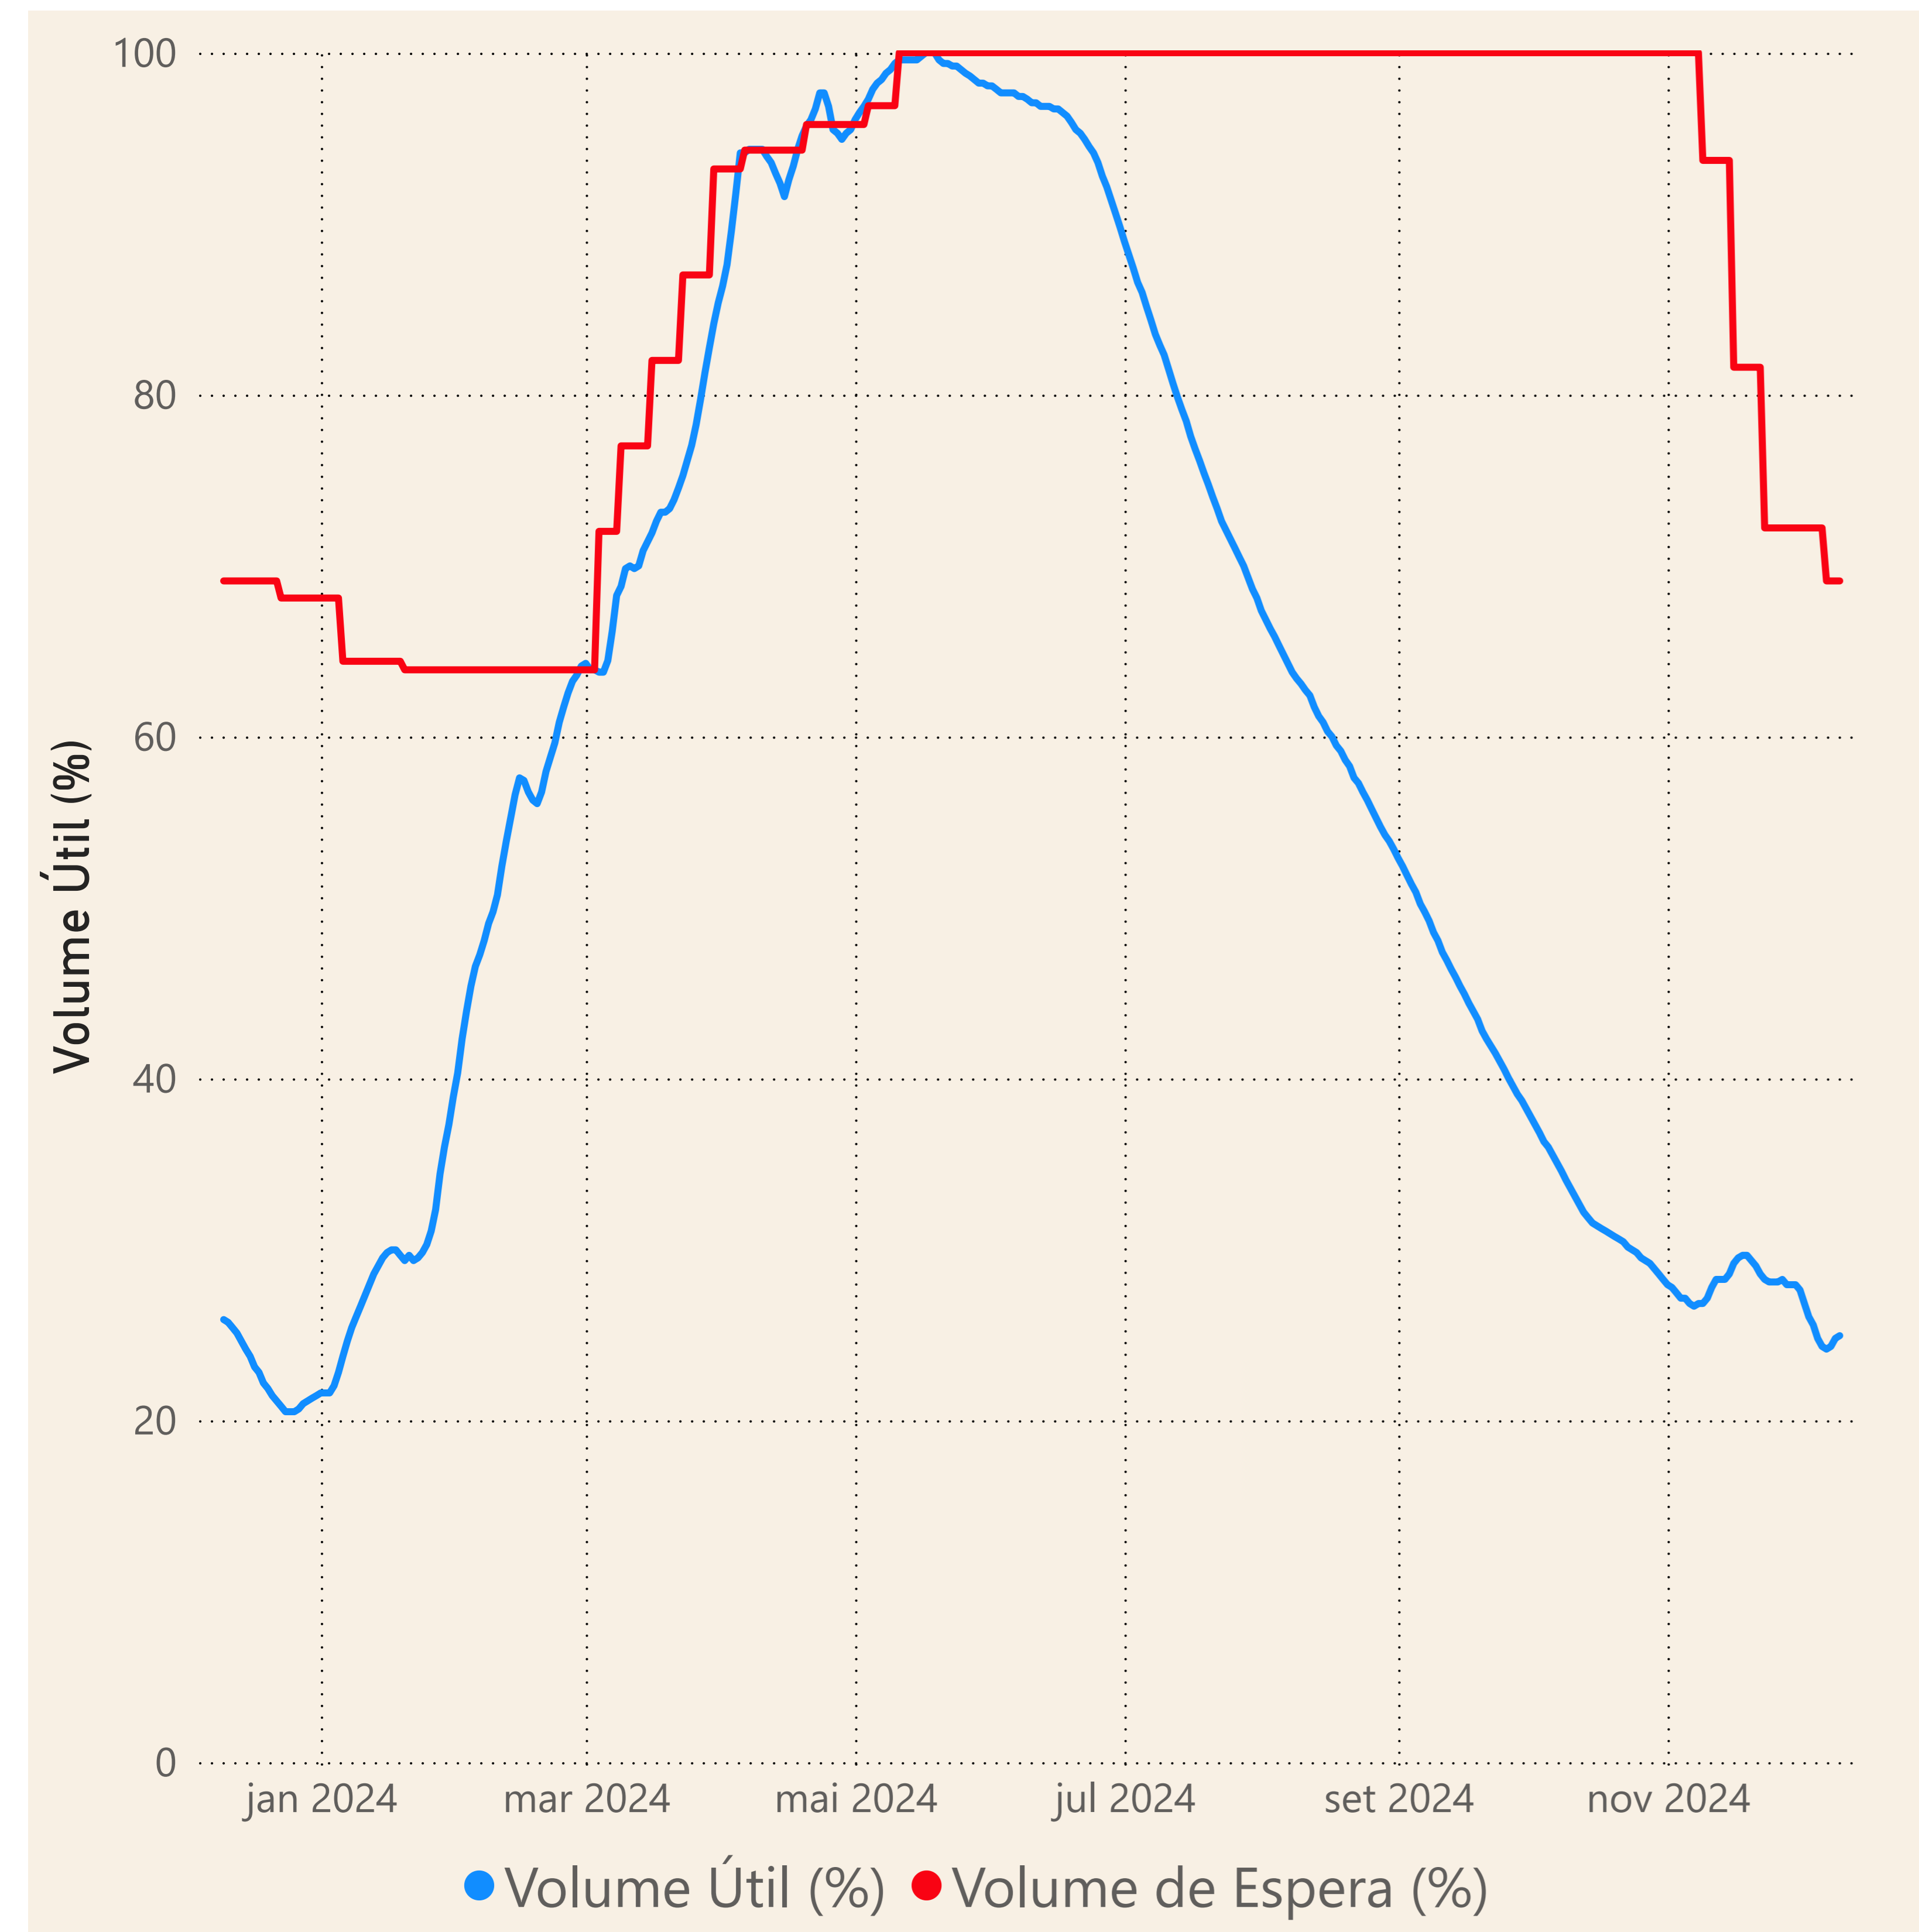 Volume Útil (%)
100
80
60
40
20
0
jan 2024 mar 2024 mai 2024 jul 2024 set 2024 nov 2024
Volume Útil (%) Volume de Espera (%)